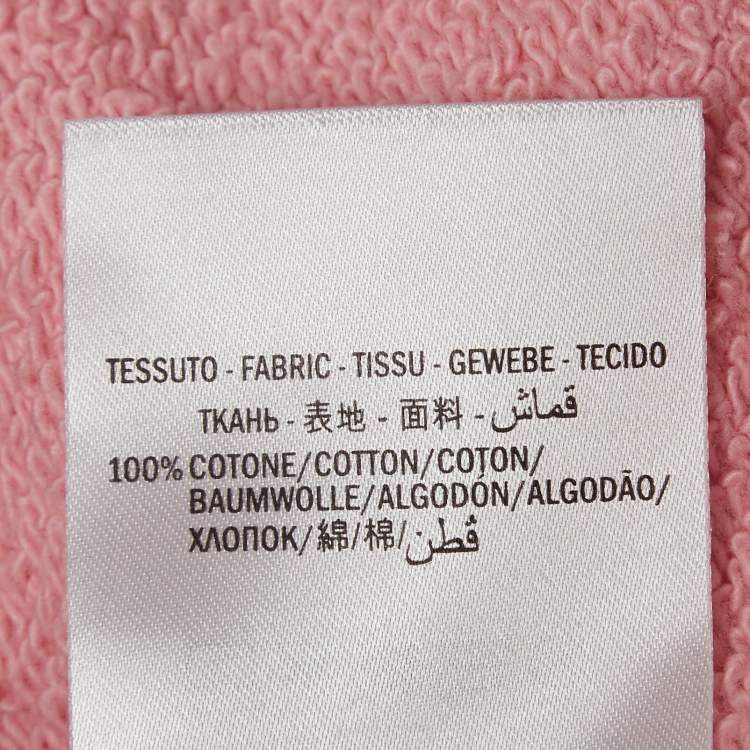 TESSUTO - FABRIC - TISSU - GEWEBE - TECIDO
ТКАНЬ - 表地 - 面料 - قماش
100% COTONE/COTTON/COTON/
BAUMWOLLE/ALGODÓN/ALGODÃO/
ХЛОПОК/綿/棉/قطن